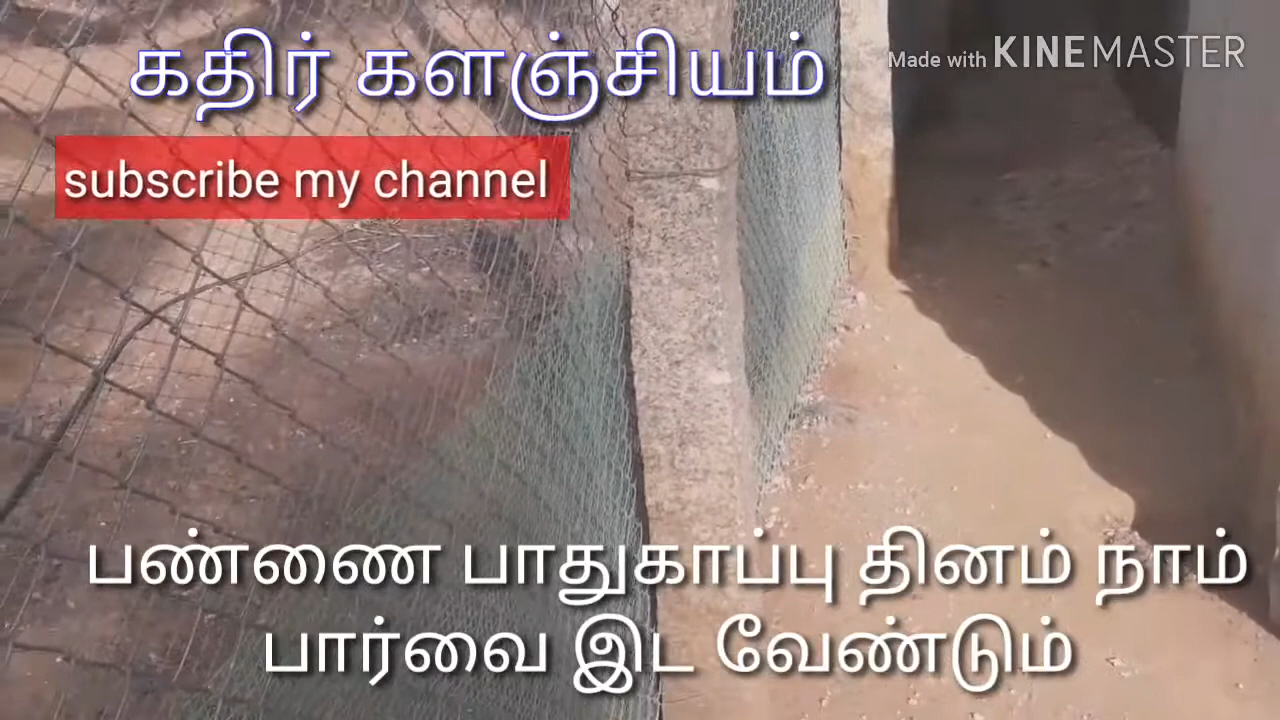 கதிர் களஞ்சியம்
Made with KINEMASTER
subscribe my channel
பண்ணை பாதுகாப்பு தினம் நாம்
பார்வை இட வேண்டும்